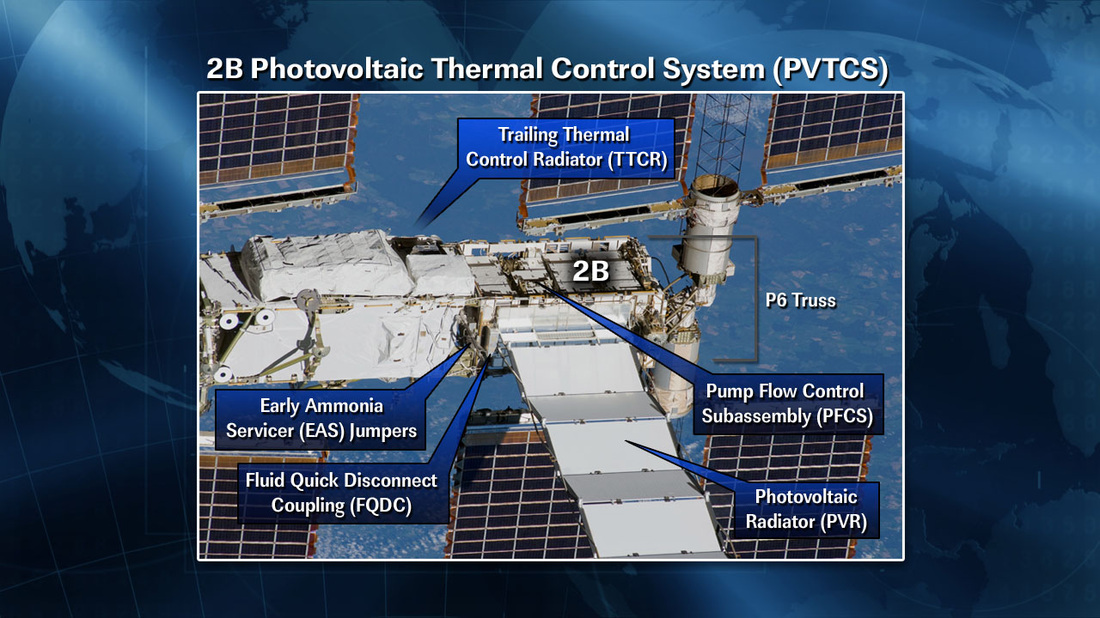 2B Photovoltaic Thermal Control System (PVTCS)
Trailing Thermal
Control Radiator (TTCR)
2B
P6 Truss
Early Ammonia
Servicer (EAS) Jumpers
Pump Flow Control
Subassembly (PFCS)
Fluid Quick Disconnect
Coupling (FQDC)
Photovoltaic
Radiator (PVR)